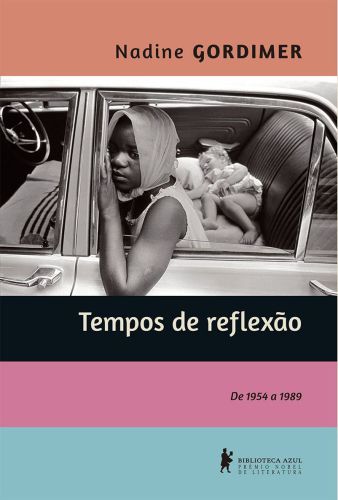 Nadine GORDIMER
Tempos de reflexão
De 1954 a 1989
BIBLIOTECA AZUL
PRÊMIO NOBEL
DE LITERATURA